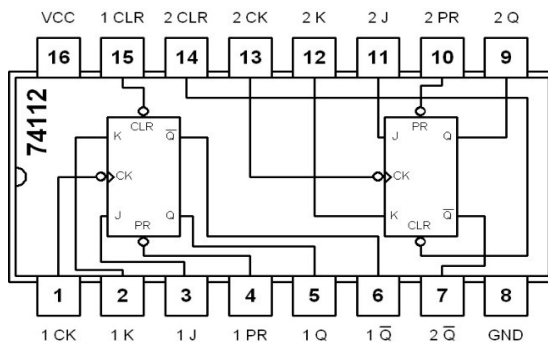 VCC 1 CLR 2 CLR 2 CK 2 K 2 J 2 PR 2 Q
16 15 14 13 12 11 10 9
74112
CLR PR
K Q̅ J Q
CK CK
J Q K Q̅
PR CLR
1 2 3 4 5 6 7 8
1 CK 1 K 1 J 1 PR 1 Q 1 Q̅ 2 Q̅ GND